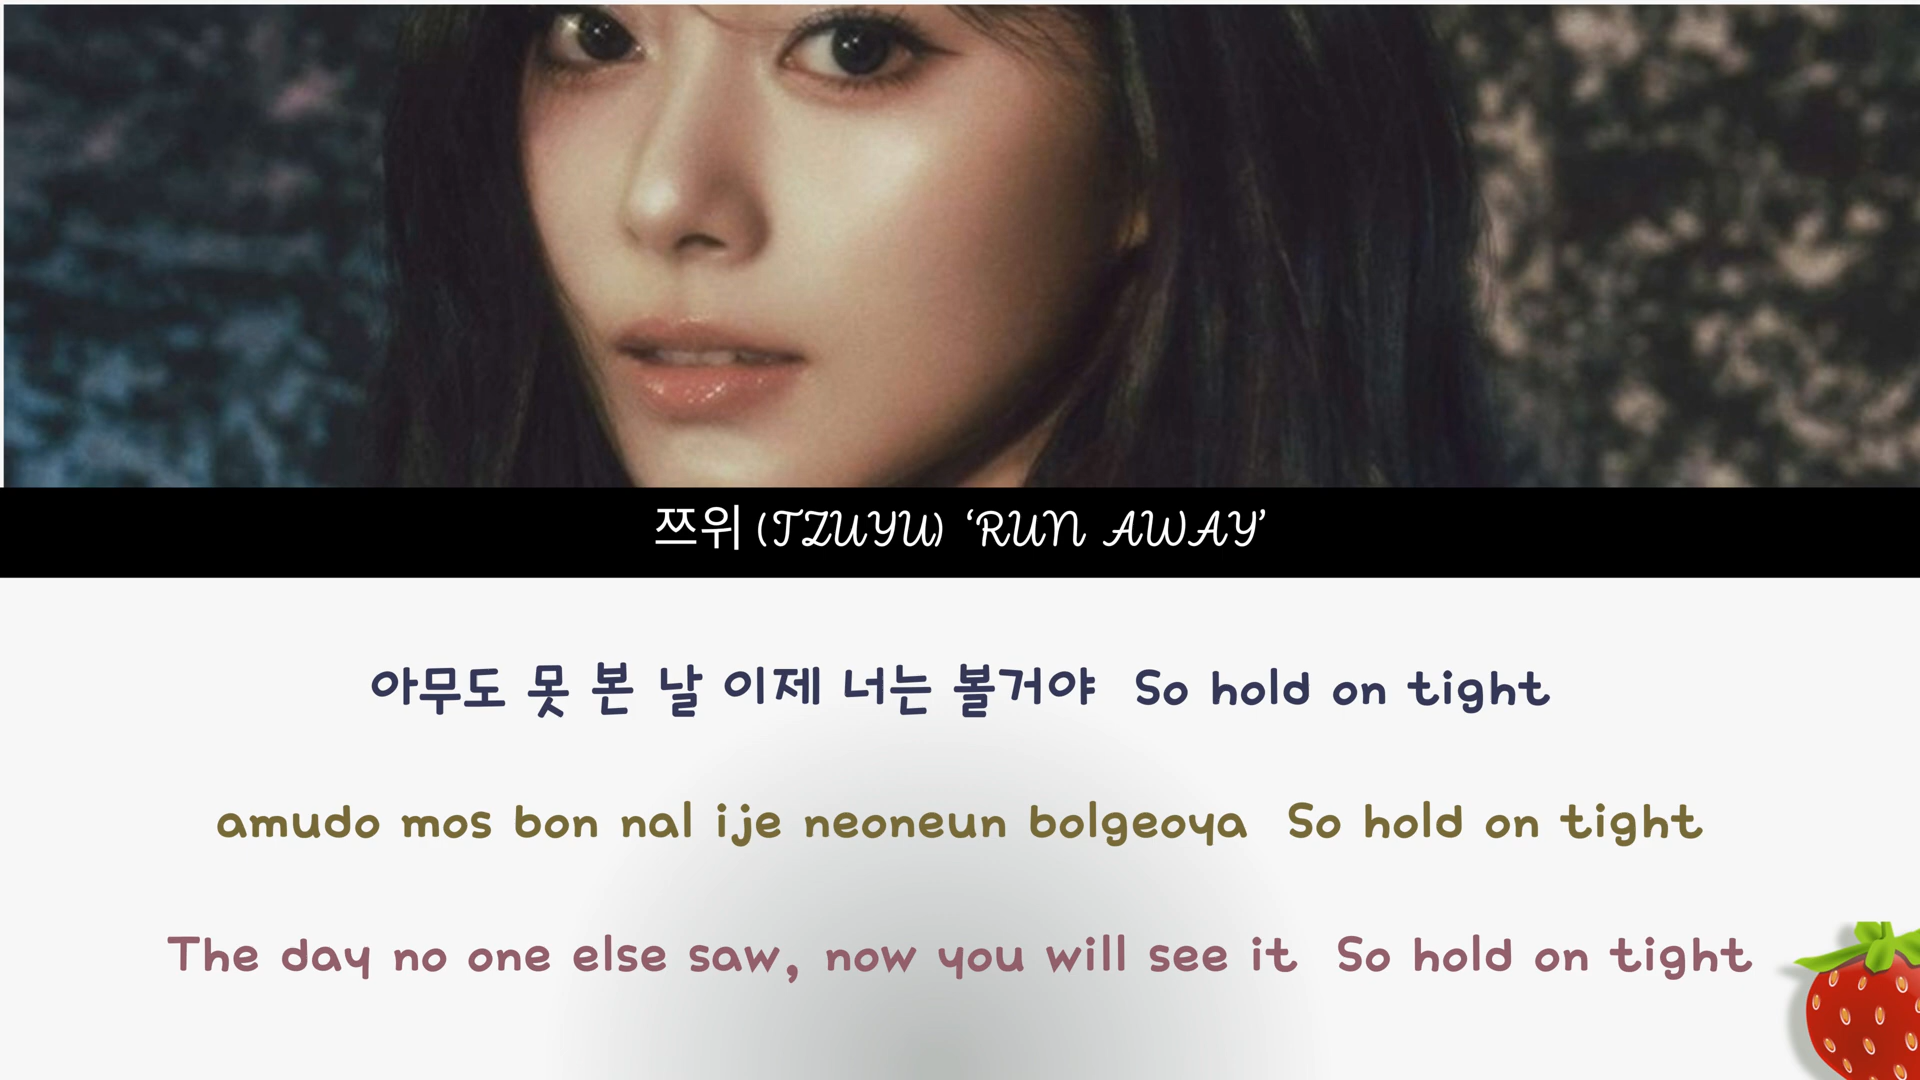 쯔위 (TZUYU) ‘RUN AWAY’
아무도 못 본 날 이제 너는 볼거야 So hold on tight
amudo mos bon nal ije neoneun bolgeoya So hold on tight
The day no one else saw, now you will see it So hold on tight